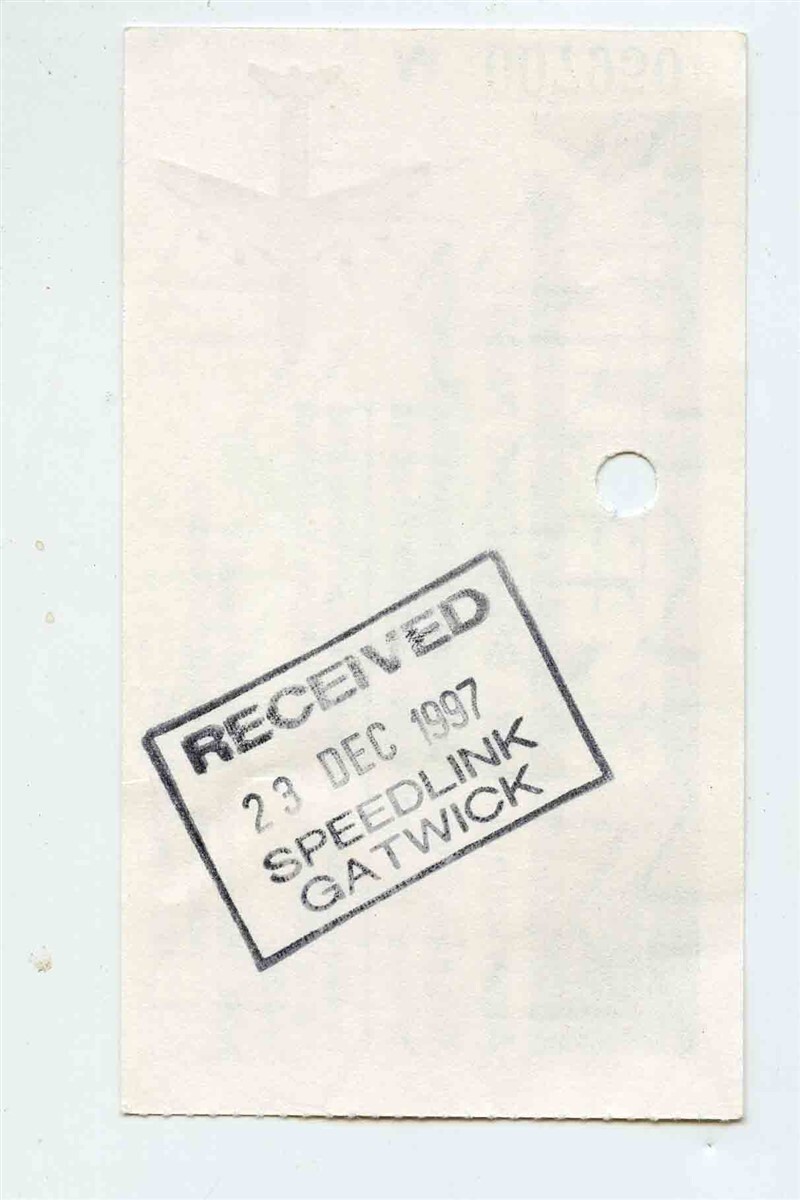 RECEIVED
23 DEC 1997
SPEEDLINK
GATWICK